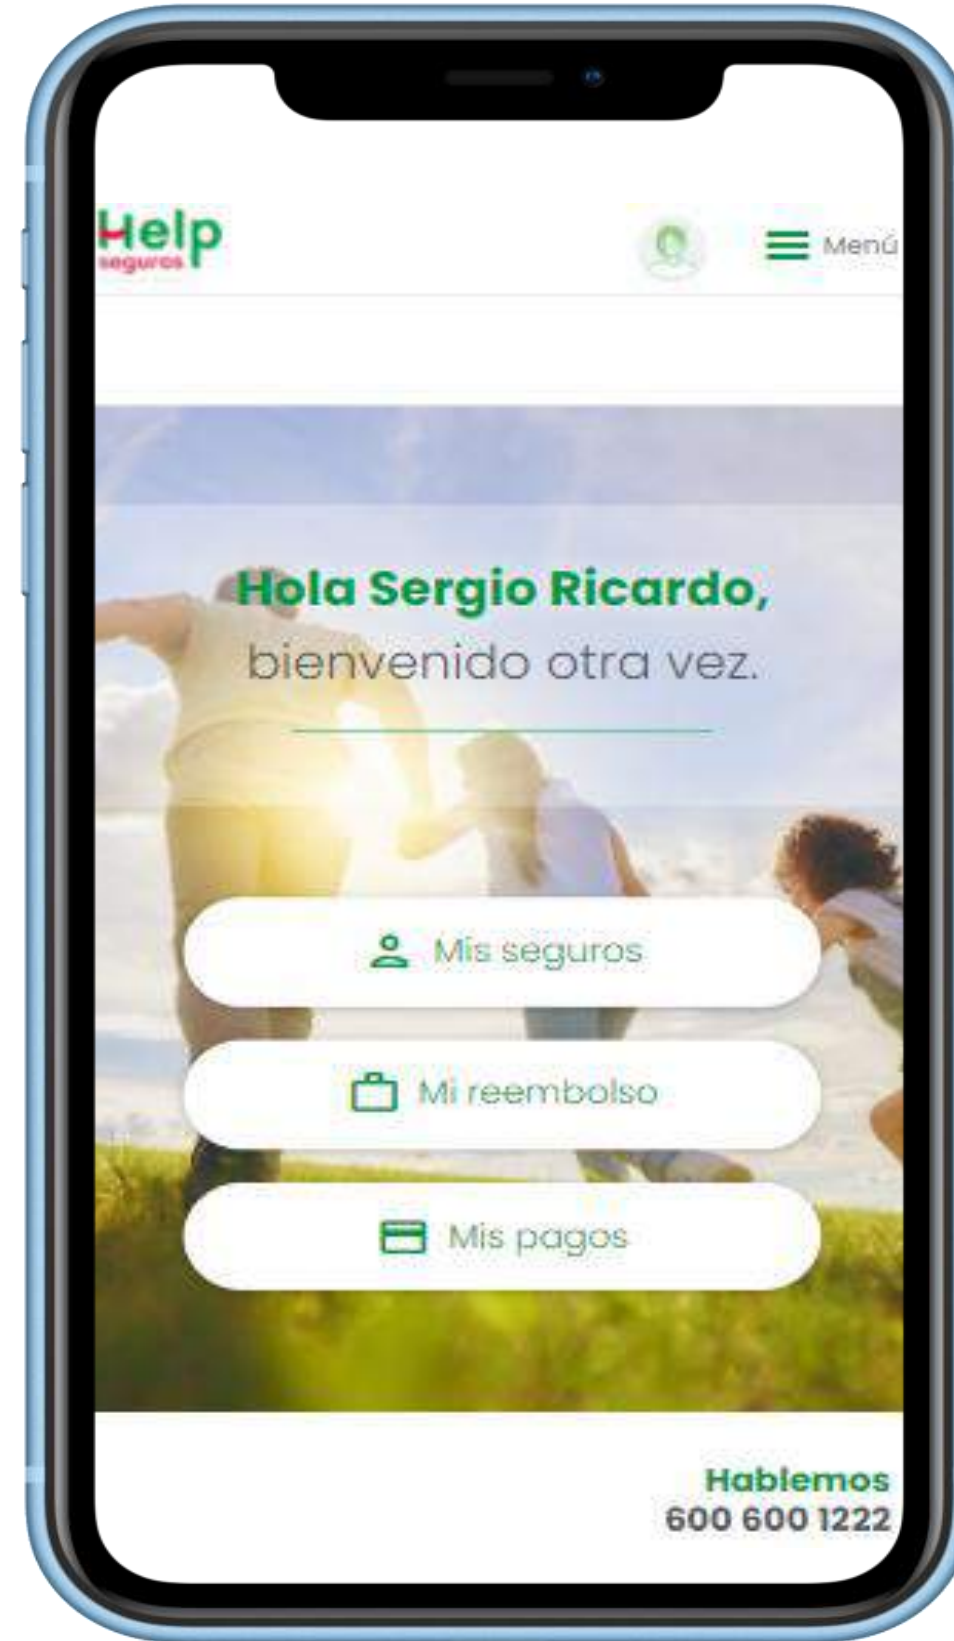 Help
seguros
Menú
Hola Sergio Ricardo,
bienvenido otra vez.
Mis seguros
Mi reembolso
Mis pagos
Hablemos
600 600 1222